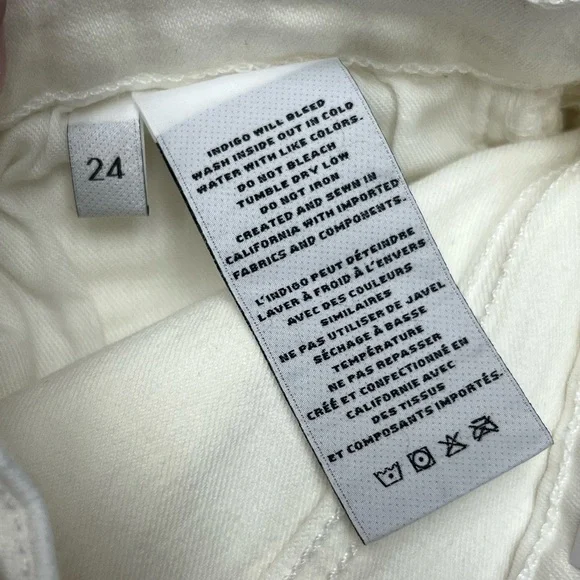 24
INDIGO WILL BLEED
WASH INSIDE OUT IN COLD
WATER WITH LIKE COLORS.
DO NOT BLEACH
TUMBLE DRY LOW
DO NOT IRON
CREATED AND SEWN IN
CALIFORNIA WITH IMPORTED
FABRICS AND COMPONENTS.
L'INDIGO PEUT DÉTEINDRE
LAVER À FROID À L'ENVERS
AVEC DES COULEURS
SIMILAIRES
NE PAS UTILISER DE JAVEL
SÉCHAGE À BASSE
TEMPÉRATURE
NE PAS REPASSER
CRÉÉ ET CONFECTIONNÉ EN
CALIFORNIE AVEC
DES TISSUS
ET COMPOSANTS IMPORTÉS.